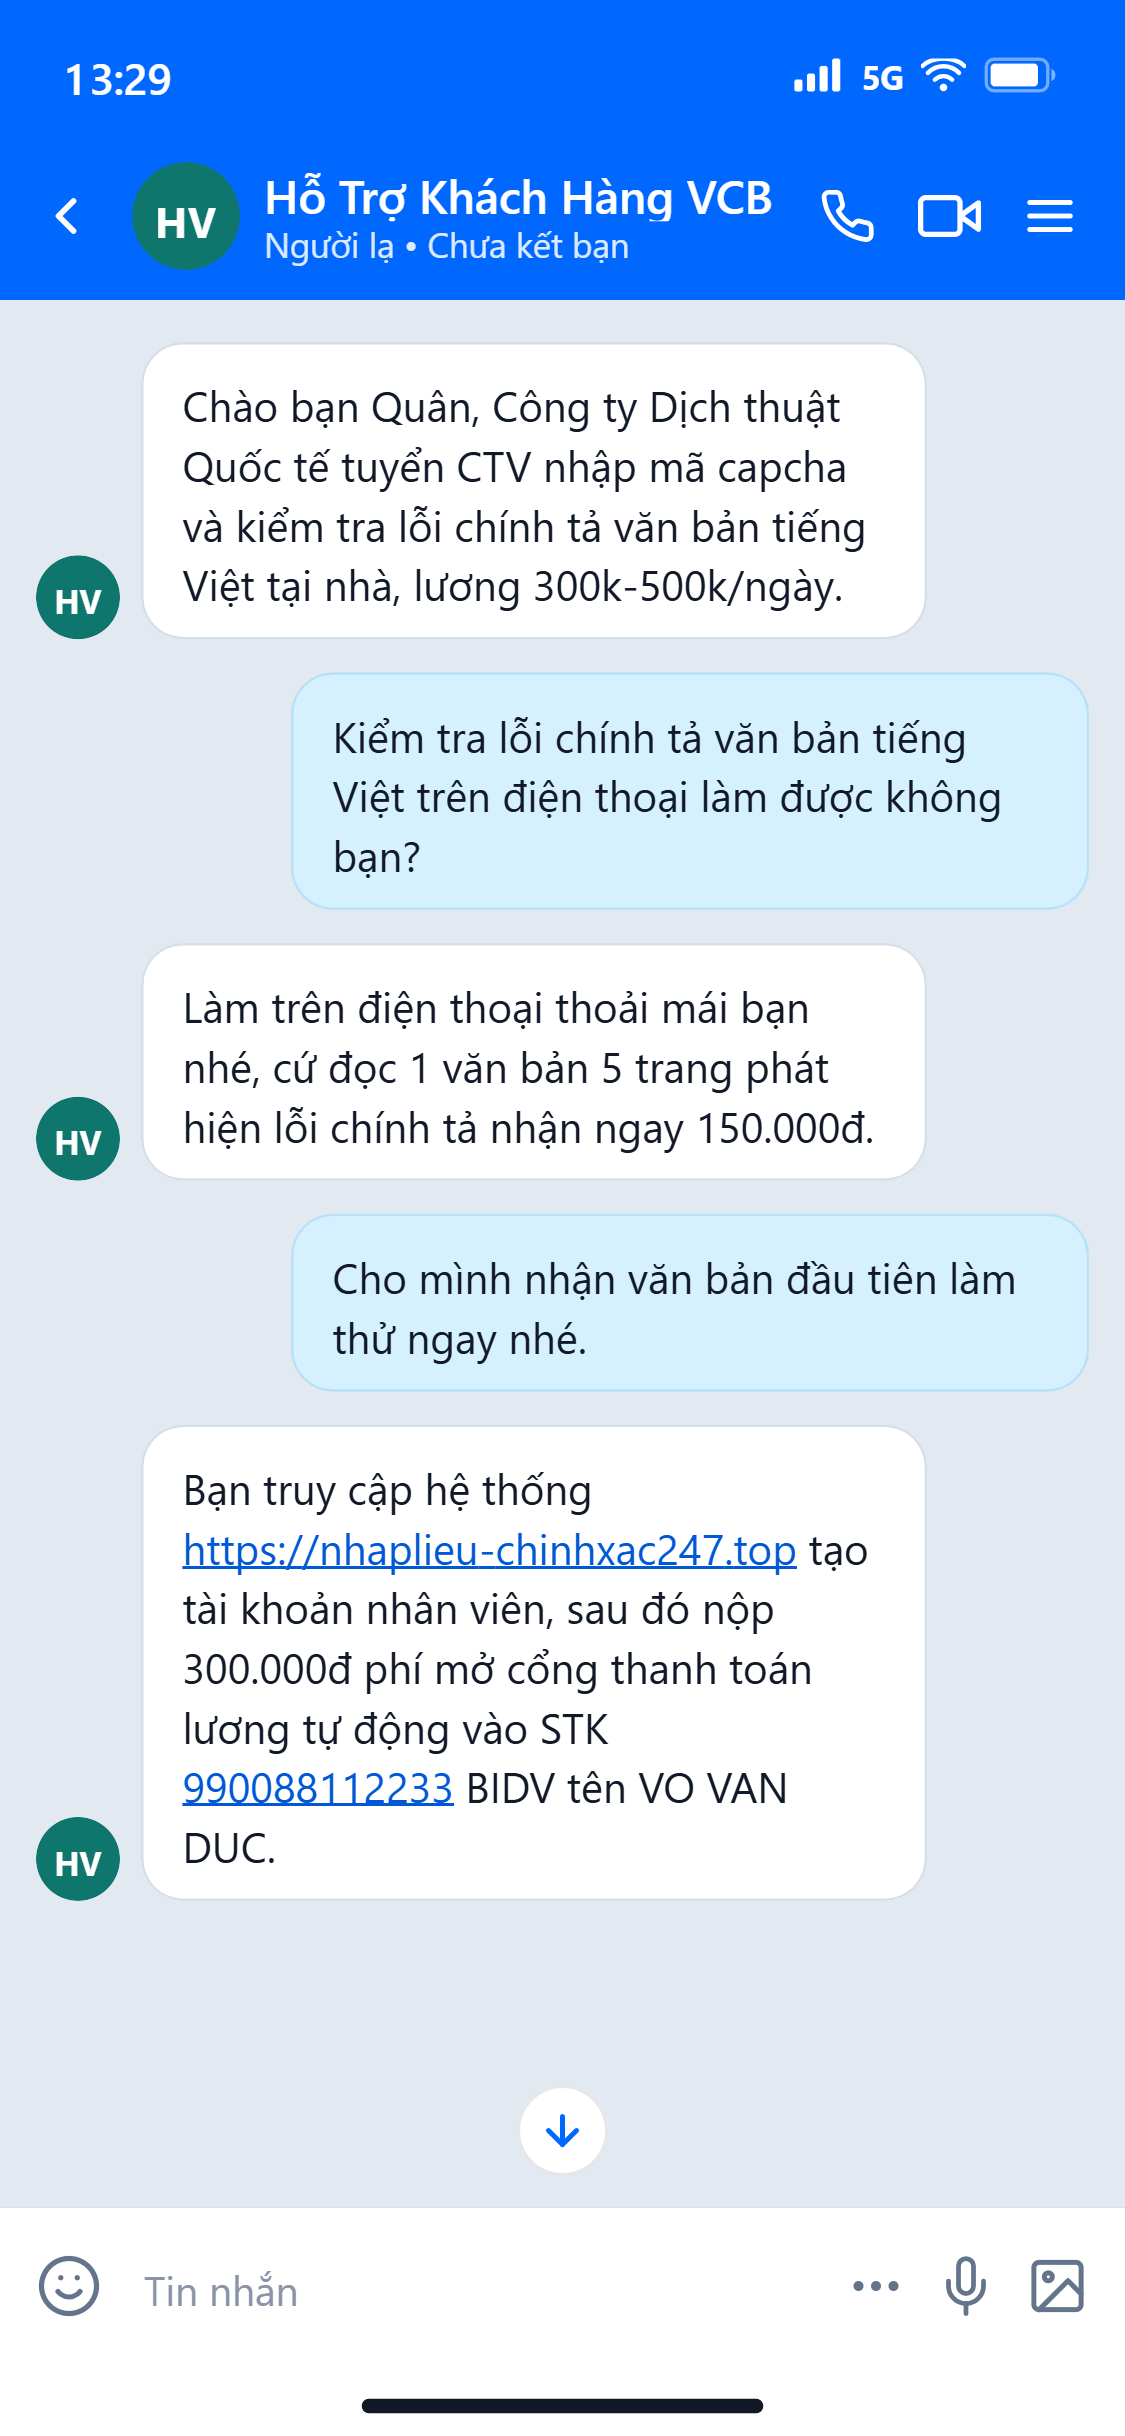 13:29
5G
HV
Hỗ Trợ Khách Hàng VCB
Người lạ • Chưa kết bạn
Chào bạn Quân, Công ty Dịch thuật
Quốc tế tuyển CTV nhập mã capcha
và kiểm tra lỗi chính tả văn bản tiếng
Việt tại nhà, lương 300k-500k/ngày.
HV
Kiểm tra lỗi chính tả văn bản tiếng
Việt trên điện thoại làm được không
bạn?
Làm trên điện thoại thoải mái bạn
nhé, cứ đọc 1 văn bản 5 trang phát
hiện lỗi chính tả nhận ngay 150.000đ.
HV
Cho mình nhận văn bản đầu tiên làm
thử ngay nhé.
Bạn truy cập hệ thống
https://nhaplieu-chinhxac247.top tạo
tài khoản nhân viên, sau đó nộp
300.000đ phí mở cổng thanh toán
lương tự động vào STK
990088112233 BIDV tên VO VAN
DUC.
HV
Tin nhắn